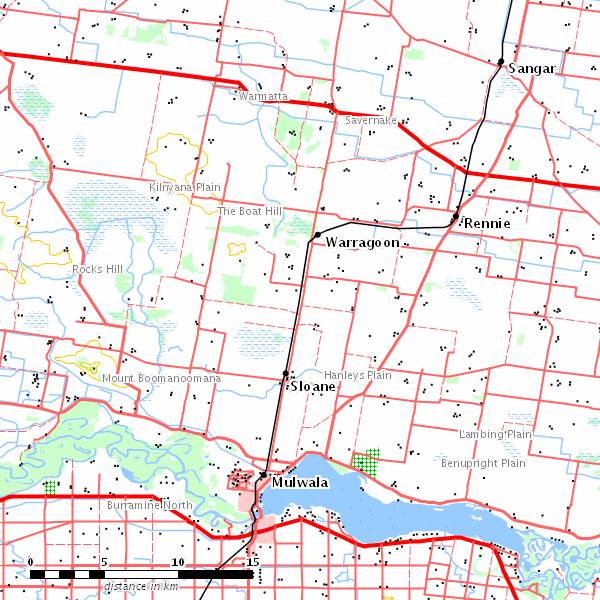 Sangar
Warmatta
Savernake
Kilnyana Plain
The Boat Hill
Rennie
Warragoon
Rocks Hill
Hanleys Plain
Mount Boomanoomana
Sloane
Lambing Plain
Benupright Plain
Mulwala
Burramine North
0 5 10 15
distance in km